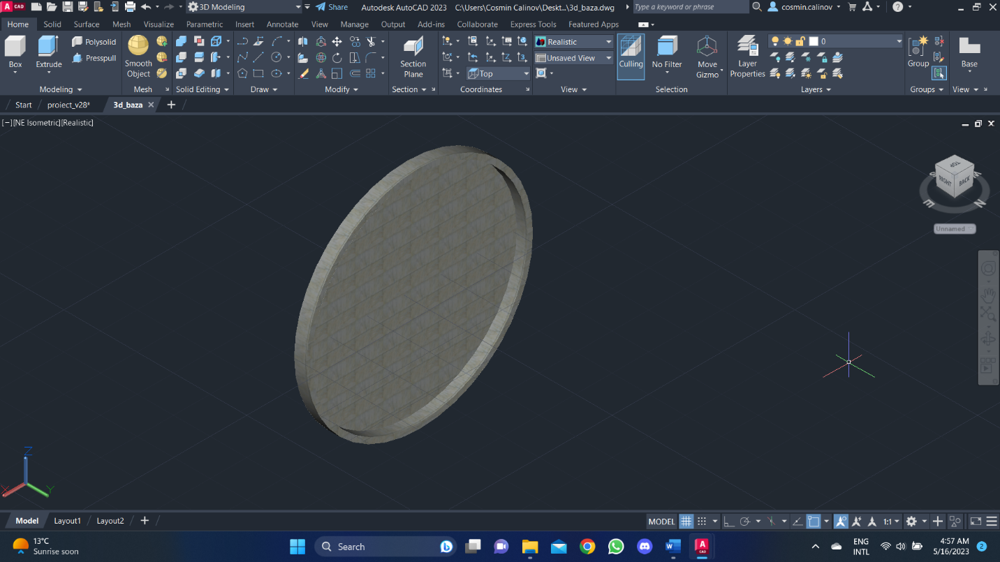 A CAD 3D Modeling Share Autodesk AutoCAD 2023 C:\Users\Cosmin Calinov\Deskt...\3d_baza.dwg Type a keyword or phrase cosmin.calinov
Home Solid Surface Mesh Visualize Parametric Insert Annotate View Manage Output Add-ins Collaborate Express Tools Featured Apps
Box Extrude Polysolid Presspull Smooth Object Section Plane Top Realistic Unsaved View Culling No Filter Move Gizmo Layer Properties 0 Group Base
Modeling Mesh Solid Editing Draw Modify Section Coordinates View Selection Layers Groups View
Start proiect_v28* 3d_baza
[−][NE Isometric][Realistic]
TOP
RIGHT BACK
E N
Unnamed
Z
X Y
Model Layout1 Layout2 MODEL 1:1
13°C
Sunrise soon
Search
A
CAD
ENG
INTL
4:57 AM
5/16/2023
2